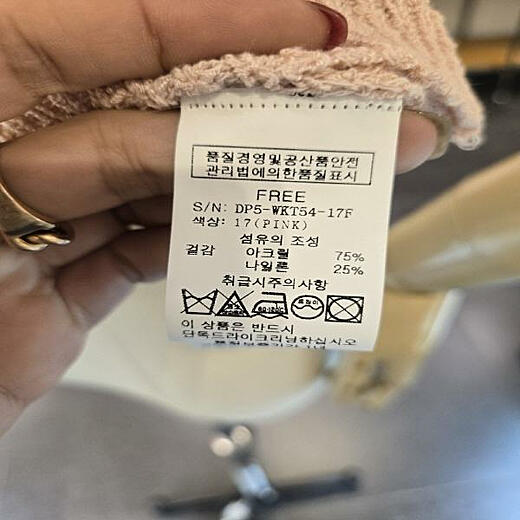 품질경영및공산품안전
관리법에의한품질표시
FREE
S/N: DP5-WKT54-17F
색상: 17(PINK)
섬유의 조성
겉감 아크릴 75%
나일론 25%
취급시주의사항
이 상품은 반드시
단독드라이크리닝하십시오